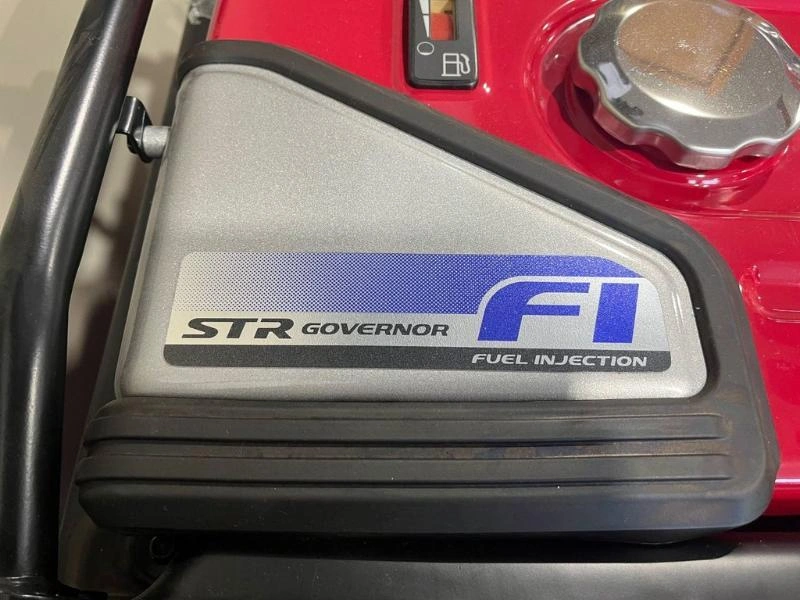 FI
STR GOVERNOR
FUEL INJECTION